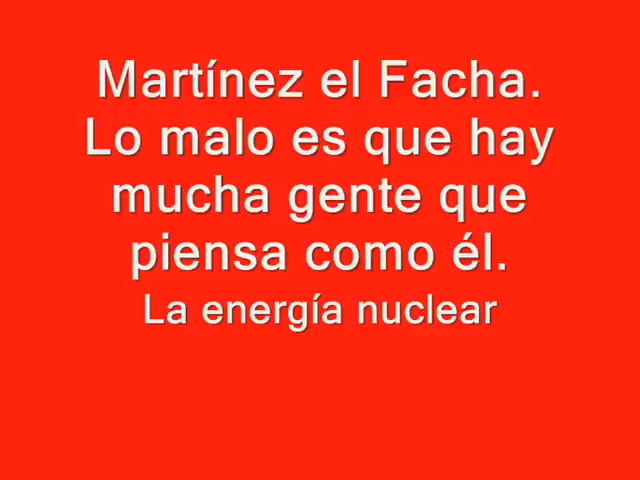 Martínez el Facha.
Lo malo es que hay
mucha gente que
piensa como él.
La energía nuclear